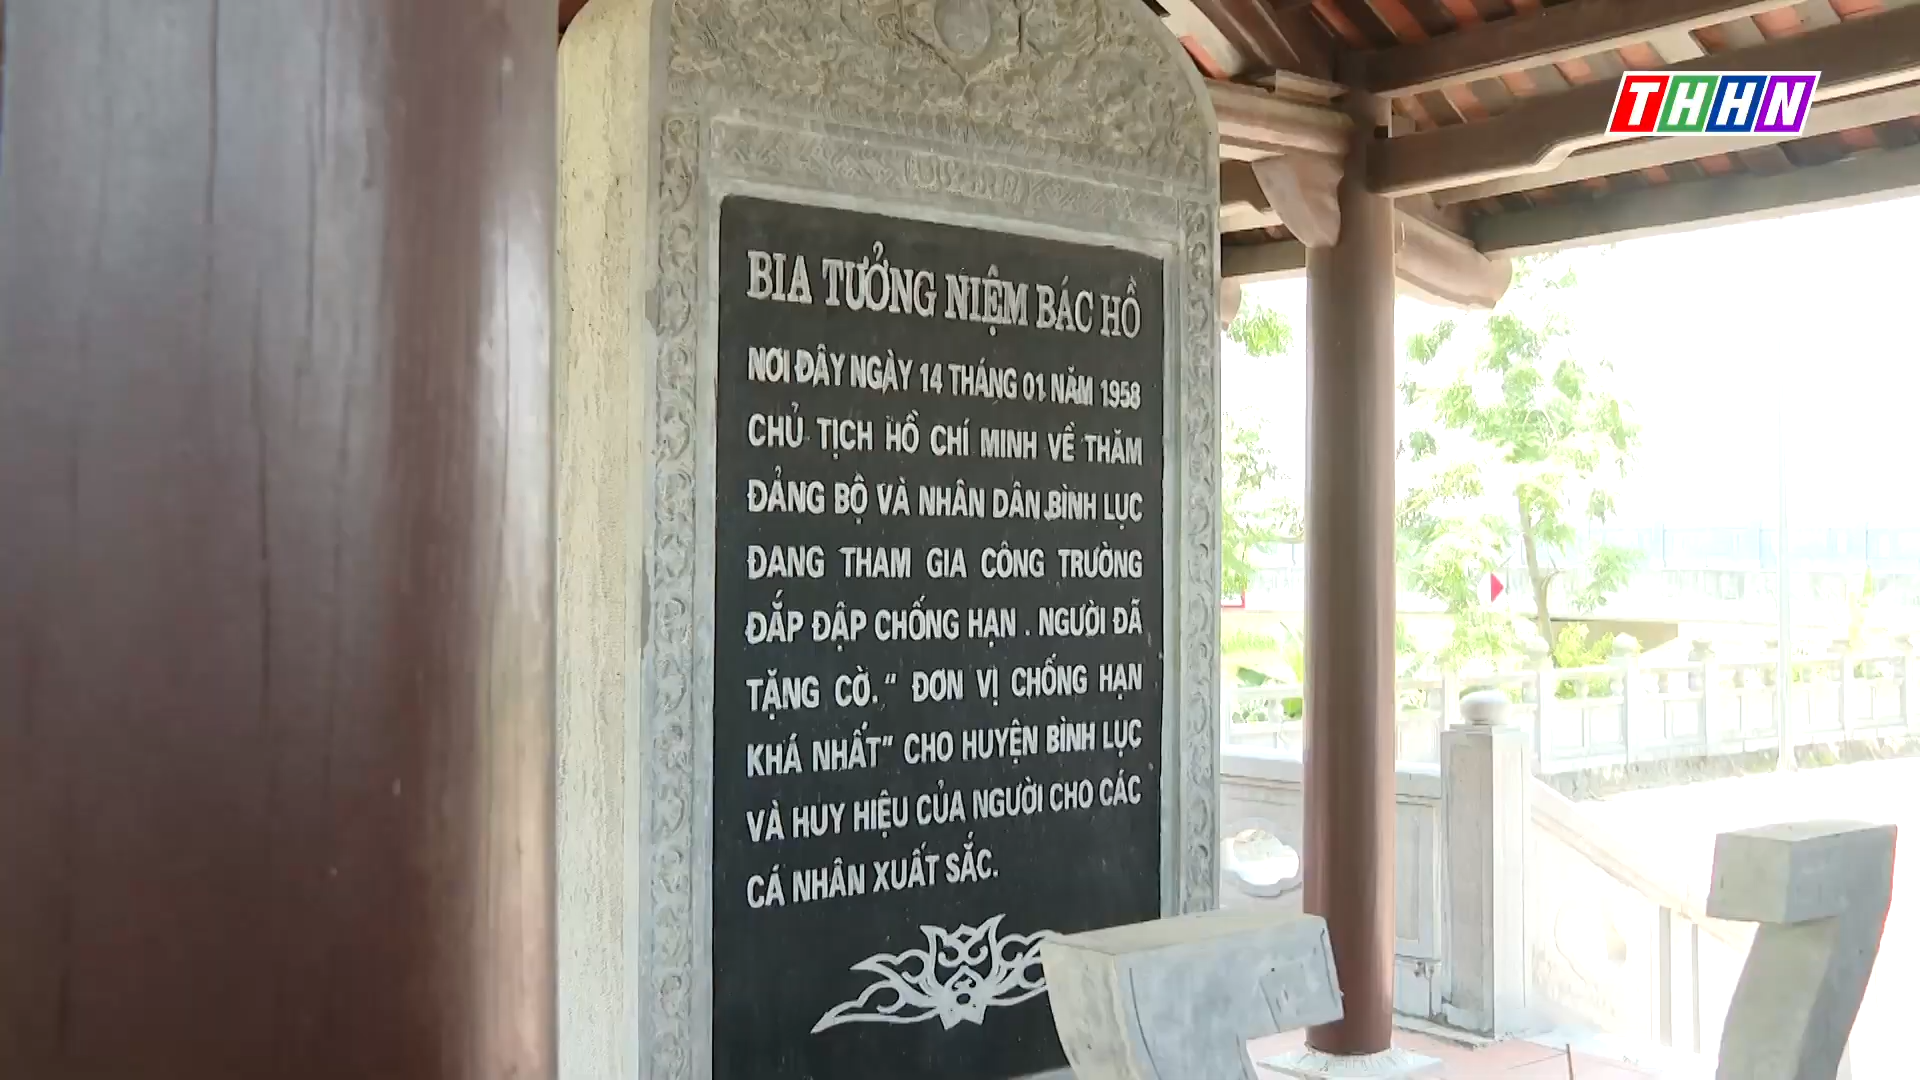 THHN
BIA TƯỞNG NIỆM BÁC HỒ
NƠI ĐÂY NGÀY 14 THÁNG 01 NĂM 1958
CHỦ TỊCH HỒ CHÍ MINH VỀ THĂM
ĐẢNG BỘ VÀ NHÂN DÂN BÌNH LỤC
ĐANG THAM GIA CÔNG TRƯỜNG
ĐẮP ĐẬP CHỐNG HẠN . NGƯỜI ĐÃ
TẶNG CỜ." ĐƠN VỊ CHỐNG HẠN
KHÁ NHẤT" CHO HUYỆN BÌNH LỤC
VÀ HUY HIỆU CỦA NGƯỜI CHO CÁC
CÁ NHÂN XUẤT SẮC.